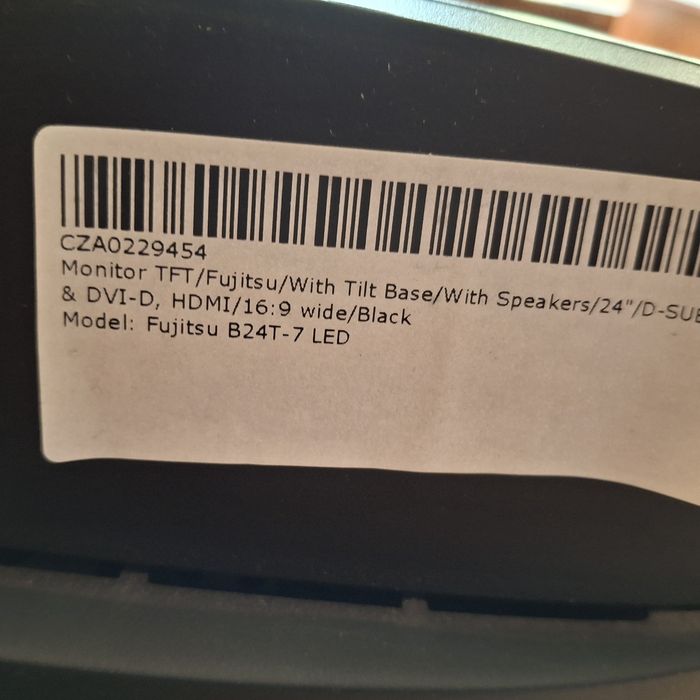 CZA0229454
Monitor TFT/Fujitsu/With Tilt Base/With Speakers/24"/D-SUB
& DVI-D, HDMI/16:9 wide/Black
Model: Fujitsu B24T-7 LED